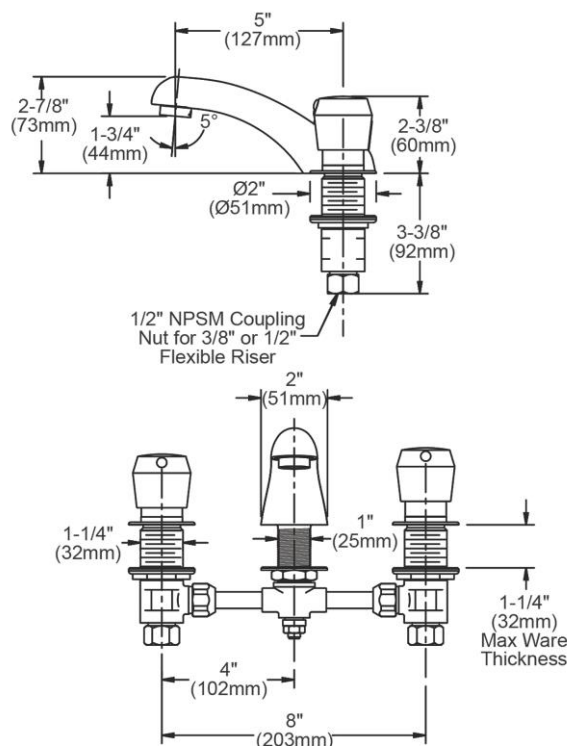 5"
(127mm)
2-7/8"
(73mm)
1-3/4"
(44mm)
5°
2-3/8"
(60mm)
Ø2"
(Ø51mm)
3-3/8"
(92mm)
1/2" NPSM Coupling
Nut for 3/8" or 1/2"
Flexible Riser
2"
(51mm)
1-1/4"
(32mm)
1"
(25mm)
1-1/4"
(32mm)
Max Ware
Thickness
4"
(102mm)
8"
(203mm)